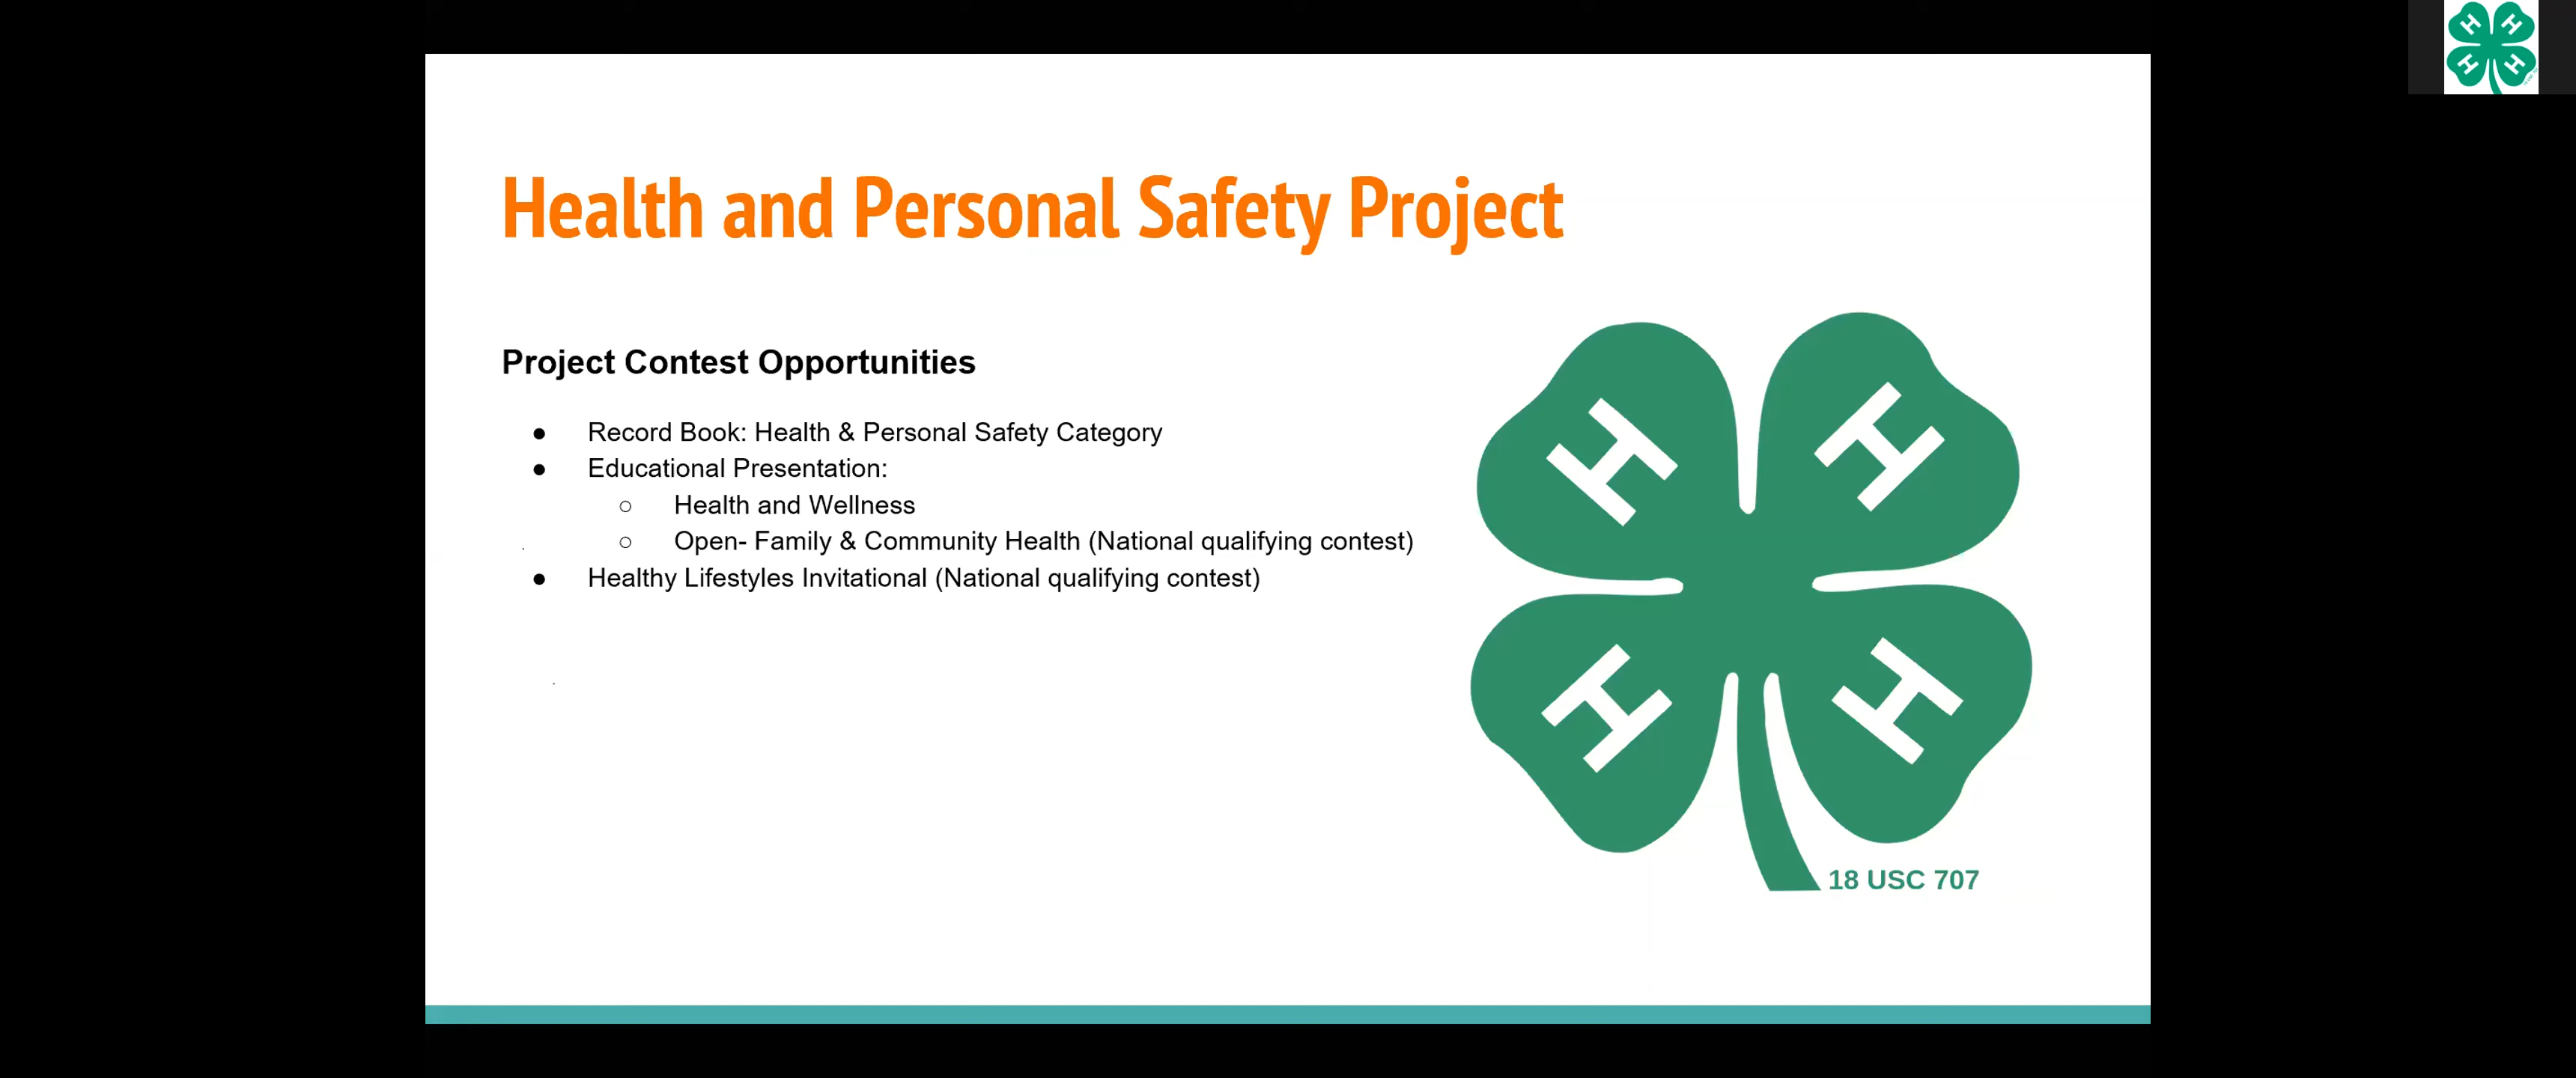 Health and Personal Safety Project
Project Contest Opportunities
● Record Book: Health & Personal Safety Category
● Educational Presentation:
○ Health and Wellness
○ Open- Family & Community Health (National qualifying contest)
● Healthy Lifestyles Invitational (National qualifying contest)
H H
H H
18 USC 707
H H
H H